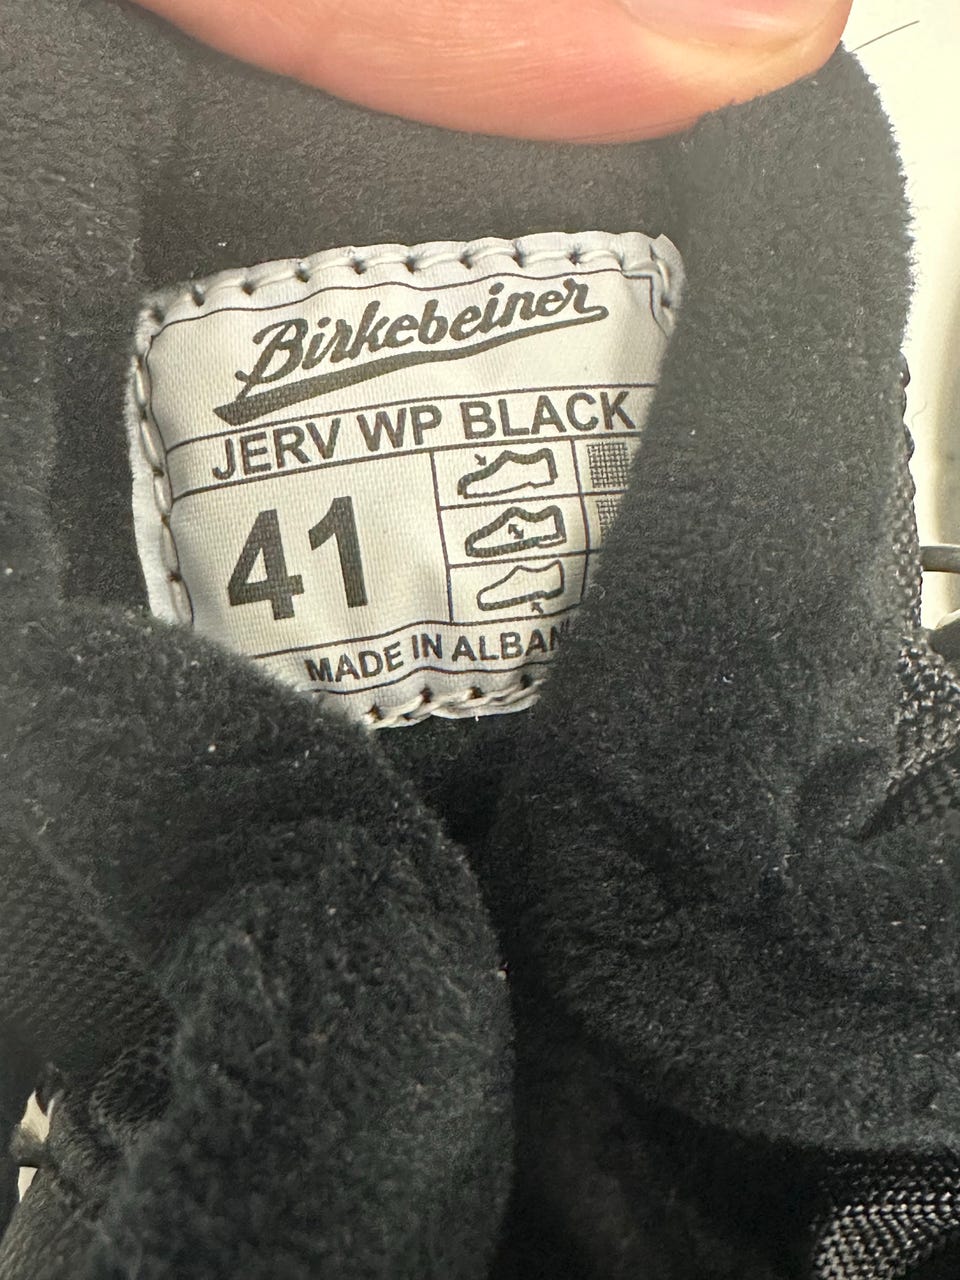 Birkebeiner
JERV WP BLACK
41
MADE IN ALBAN